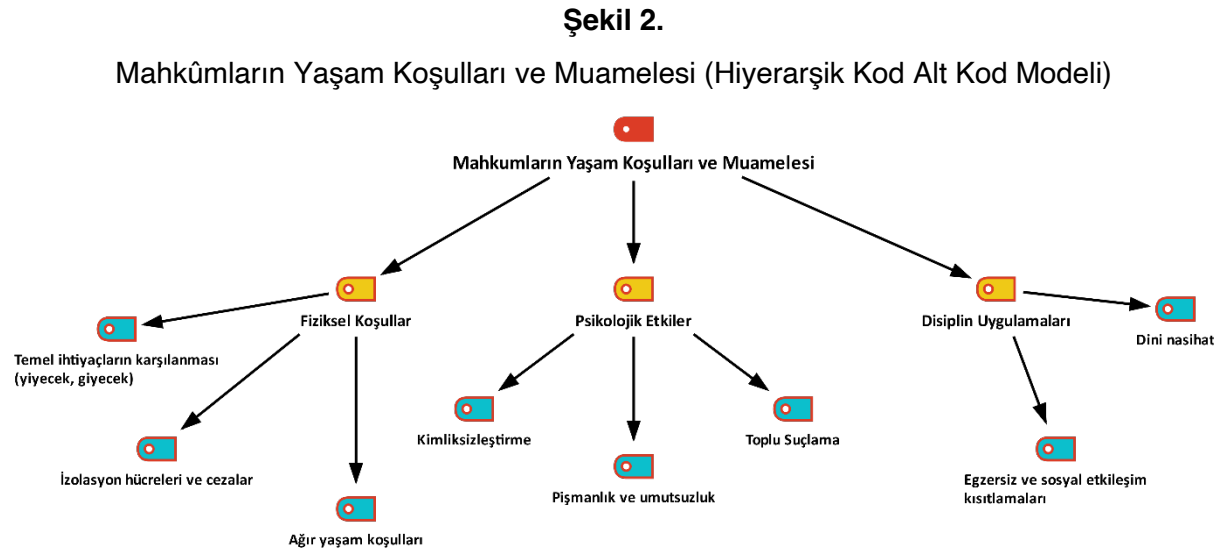 Şekil 2.
Mahkûmların Yaşam Koşulları ve Muamelesi (Hiyerarşik Kod Alt Kod Modeli)
Mahkumların Yaşam Koşulları ve Muamelesi
Fiziksel Koşullar
Psikolojik Etkiler
Disiplin Uygulamaları
Dini nasihat
Temel ihtiyaçların karşılanması
(yiyecek, giyecek)
Kimliksizleştirme
Toplu Suçlama
İzolasyon hücreleri ve cezalar
Pişmanlık ve umutsuzluk
Egzersiz ve sosyal etkileşim
kısıtlamaları
Ağır yaşam koşulları